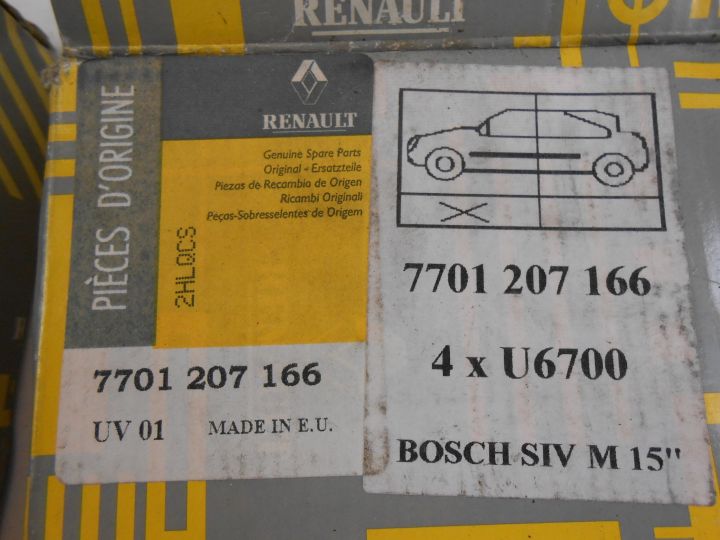 RENAULT
PIÈCES D'ORIGINE
RENAULT
Genuine Spare Parts
Original - Ersatzteile
Piezas de Recambio de Origen
Ricambi Originali
Peças-Sobresselentes de Origem
2HLQCS
7701 207 166
UV 01 MADE IN E.U.
7701 207 166
4 x U6700
BOSCH SIV M 15"